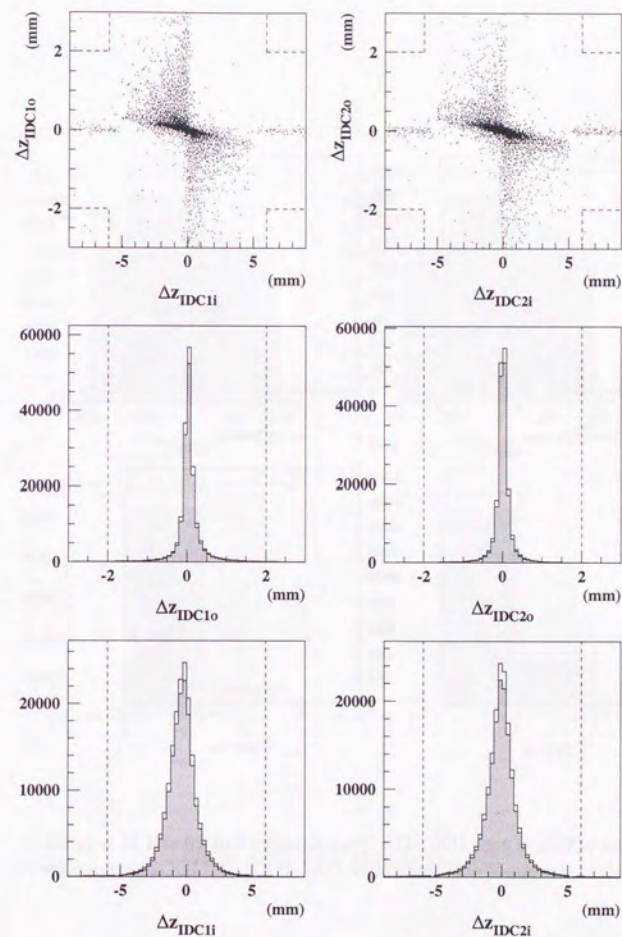 (mm)
(mm)
2
2
ΔzIDC1o
0
ΔzIDC2o
0
-2
-2
-5 0 5
-5 0 5
ΔzIDC1i (mm)
ΔzIDC2i (mm)
60000
60000
40000
40000
20000
20000
0
0
-2 0 2
-2 0 2
ΔzIDC1o (mm)
ΔzIDC2o (mm)
20000
20000
10000
10000
0
0
-5 0 5
-5 0 5
ΔzIDC1i (mm)
ΔzIDC2i (mm)